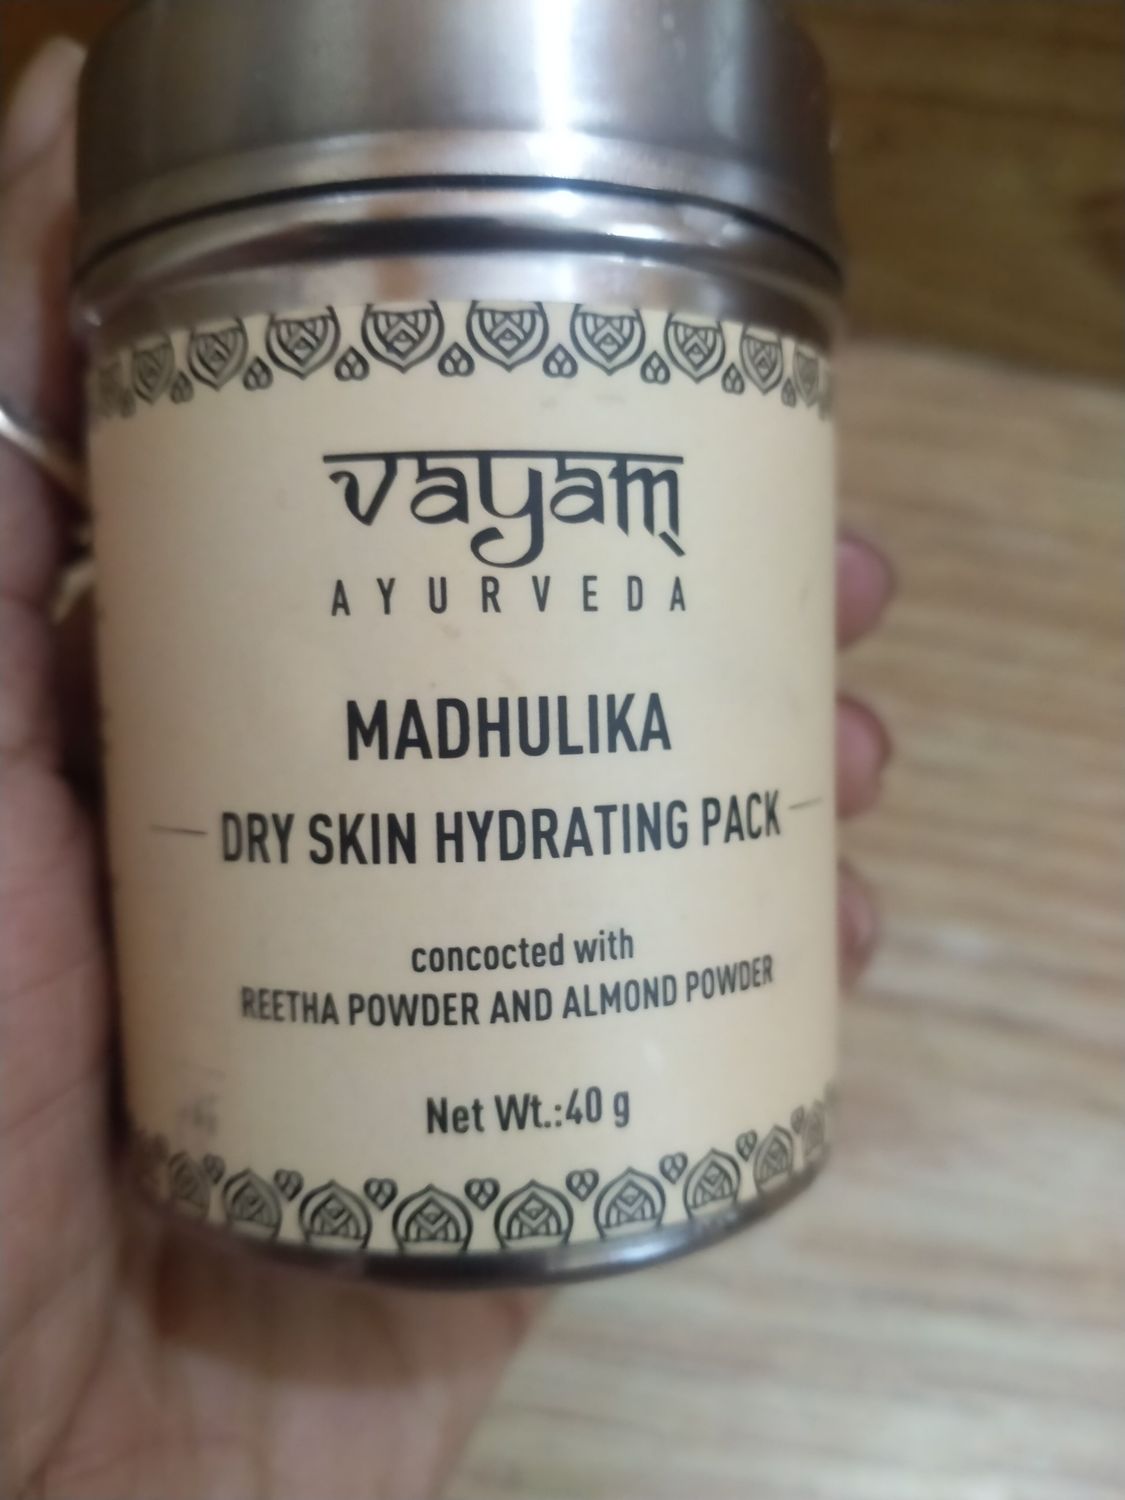 vayam
AYURVEDA
MADHULIKA
DRY SKIN HYDRATING PACK
concocted with
REETHA POWDER AND ALMOND POWDER
Net Wt.:40 g